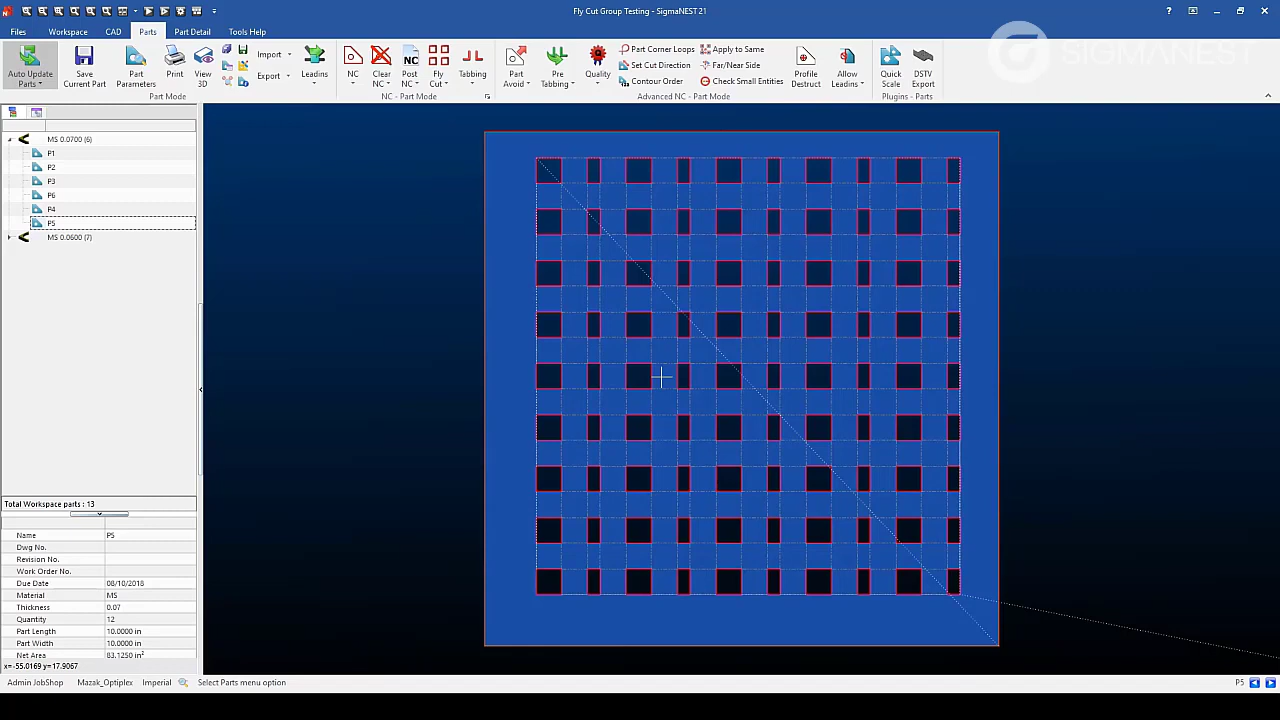 Fly Cut Group Testing - SigmaNEST 21
Files Workspace CAD Parts Part Detail Tools Help
SIGMANEST
Auto Update Parts
Save Current Part
Part Parameters
Print
View 3D
Import
Export
Leadins
Part Mode
NC
Clear NC
Post NC
Fly Cut
Tabbing
NC - Part Mode
Part Avoid
Pre Tabbing
Quality
Part Corner Loops
Set Cut Direction
Contour Order
Apply to Same
Far/Near Side
Check Small Entities
Profile Destruct
Allow Leadins
Advanced NC - Part Mode
Quick Scale
DSTV Export
Plugins - Parts
MS 0.0700 (6)
P1
P2
P3
P6
P4
P5
MS 0.0600 (7)
Total Workspace parts : 13
Name P5
Dwg No.
Revision No.
Work Order No.
Due Date 08/10/2018
Material MS
Thickness 0.07
Quantity 12
Part Length 10.0000 in
Part Width 10.0000 in
Net Area 83.1250 in²
x=-55.0169 y=17.9067
Admin JobShop Mazak_Optiplex Imperial Select Parts menu option P5